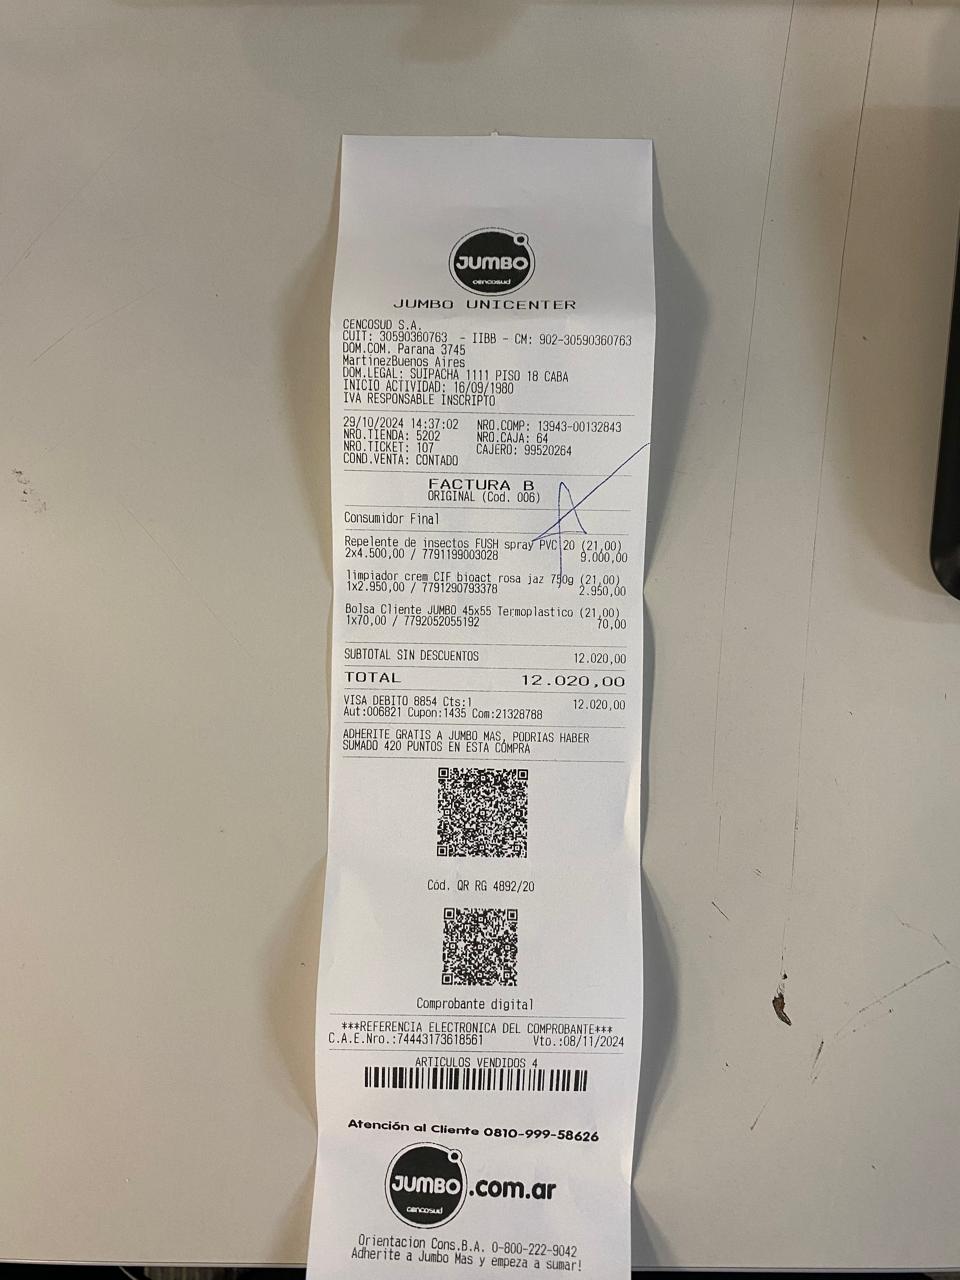 JUMBO
cencosud
JUMBO UNICENTER
CENCOSUD S.A.
CUIT: 30590360763 - IIBB - CM: 902-30590360763
DOM.COM. Parana 3745
MartinezBuenos Aires
DOM.LEGAL: SUIPACHA 1111 PISO 18 CABA
INICIO ACTIVIDAD: 16/09/1980
IVA RESPONSABLE INSCRIPTO
29/10/2024 14:37:02 NRO.COMP: 13943-00132843
NRO.TIENDA: 5202 NRO.CAJA: 64
NRO.TICKET: 107 CAJERO: 99520264
COND.VENTA: CONTADO
FACTURA B
ORIGINAL (Cod. 006)
Consumidor Final
Repelente de insectos FUSH spray PVC 20 (21,00)
2x4.500,00 / 7791199003028 9.000,00
limpiador crem CIF bioact rosa jaz 750g (21,00)
1x2.950,00 / 7791290793378 2.950,00
Bolsa Cliente JUMBO 45x55 Termoplastico (21,00)
1x70,00 / 7792052055192 70,00
SUBTOTAL SIN DESCUENTOS 12.020,00
TOTAL 12.020,00
VISA DEBITO 8854 Cts:1 12.020,00
Aut:006821 Cupon:1435 Com:21328788
ADHERITE GRATIS A JUMBO MAS, PODRIAS HABER
SUMADO 420 PUNTOS EN ESTA COMPRA
Cód. QR RG 4892/20
Comprobante digital
***REFERENCIA ELECTRONICA DEL COMPROBANTE***
C.A.E.Nro.:74443173618561 Vto.:08/11/2024
ARTICULOS VENDIDOS 4
Atención al Cliente 0810-999-58626
JUMBO.com.ar
cencosud
Orientacion Cons.B.A. 0-800-222-9042
Adherite a Jumbo Mas y empeza a sumar!